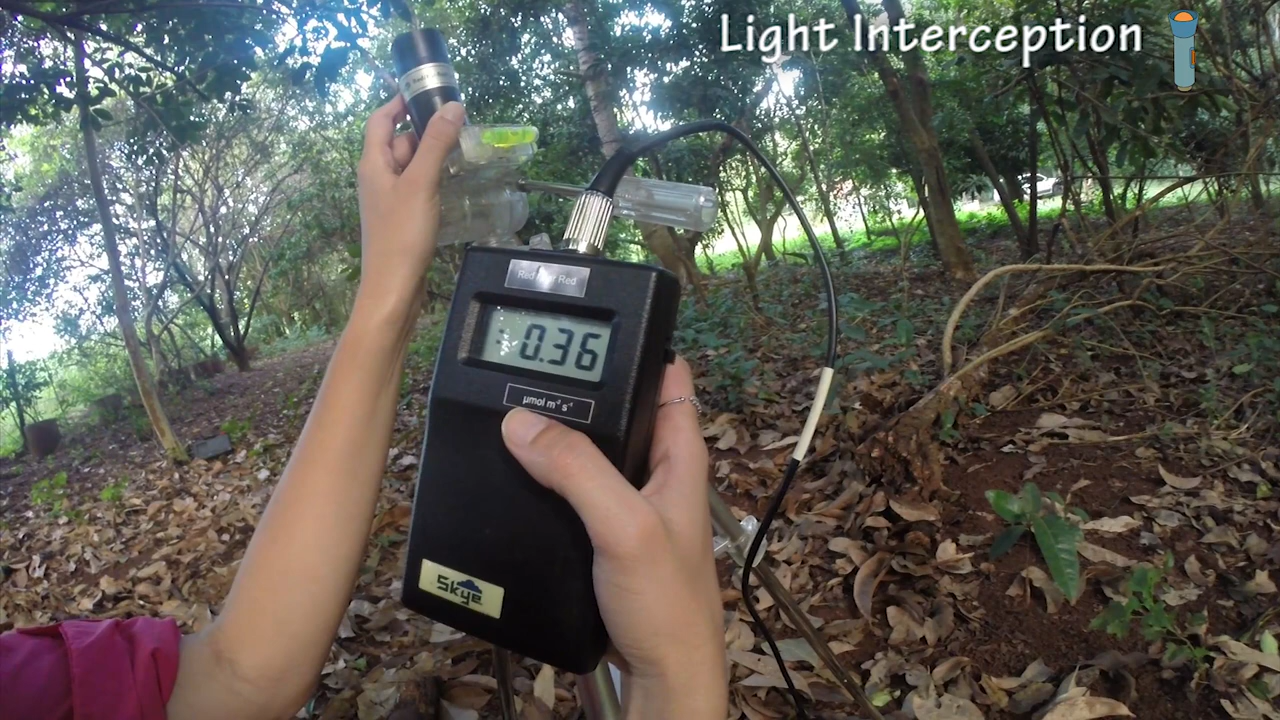 Light Interception
Red Far Red
0.36
µmol m⁻² s⁻¹
Skye